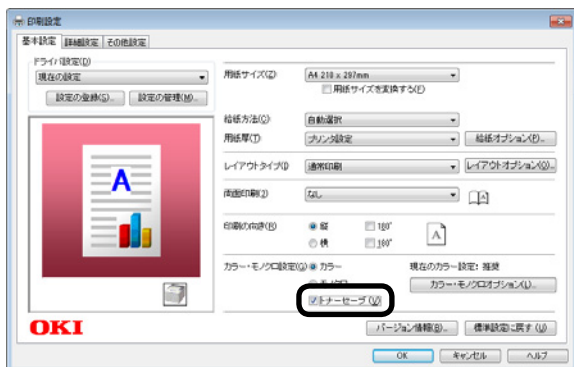 印刷設定
基本設定 詳細設定 その他設定
ドライバ設定(D)
現在の設定
設定の登録(S)... 設定の管理(M)...
用紙サイズ(Z) A4 210 x 297mm
用紙サイズを変換する(F)
給紙方法(O) 自動選択
用紙厚(T) プリンタ設定 給紙オプション(P)...
レイアウトタイプ(I) 通常印刷 レイアウトオプション(O)...
両面印刷(2) なし
印刷の向き(R) 縦 180°
横 180°
A
A
カラー・モノクロ設定(Q) カラー 現在のカラー設定: 推奨
モノクロ カラー・モノクロオプション(L)...
トナーセーブ(V)
OKI
バージョン情報(B)... 標準設定に戻す(U)
OK キャンセル ヘルプ